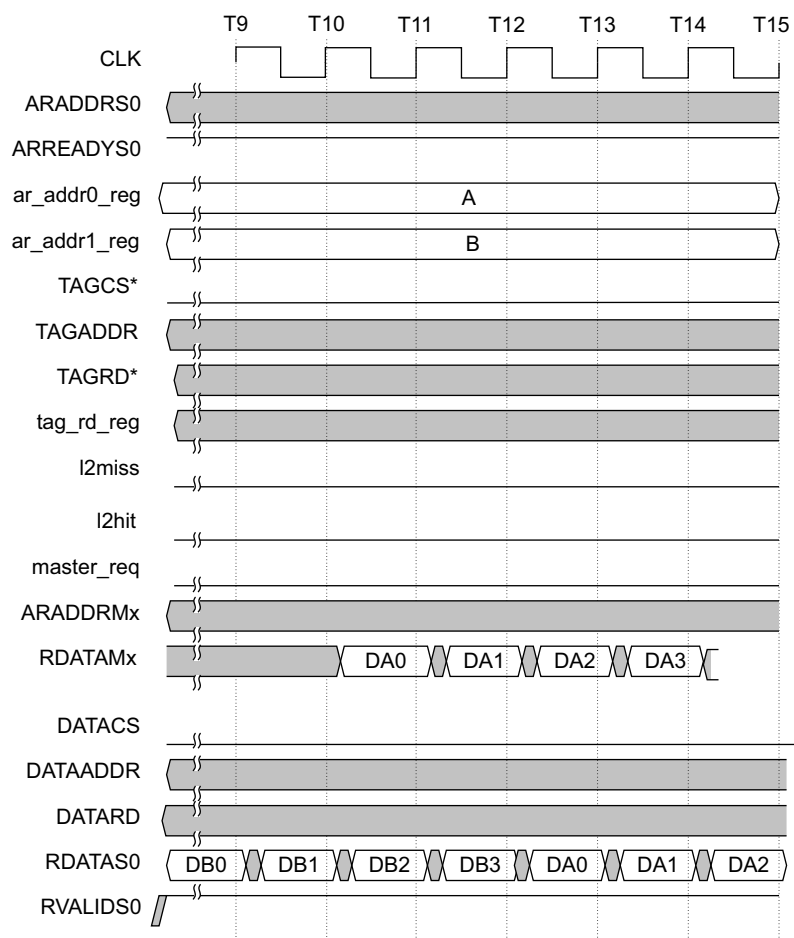 T9 T10 T11 T12 T13 T14 T15
CLK
ARADDRS0
ARREADYS0
ar_addr0_reg A
ar_addr1_reg B
TAGCS*
TAGADDR
TAGRD*
tag_rd_reg
l2miss
l2hit
master_req
ARADDRMx
RDATAMx DA0 DA1 DA2 DA3
DATACS
DATAADDR
DATARD
RDATAS0 DB0 DB1 DB2 DB3 DA0 DA1 DA2
RVALIDS0